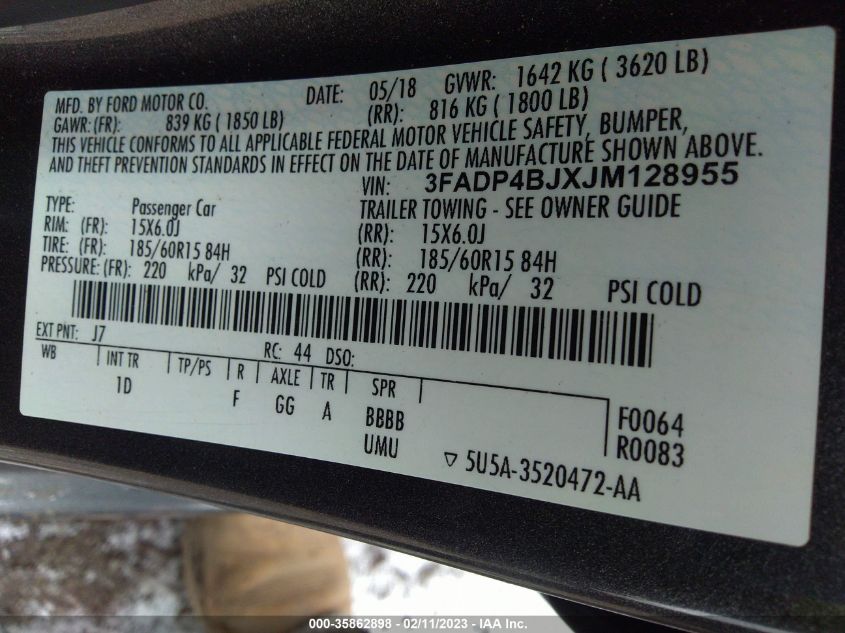 MFD. BY FORD MOTOR CO. DATE: 05/18 GVWR: 1642 KG ( 3620 LB)
GAWR: (FR): 839 KG ( 1850 LB) (RR): 816 KG ( 1800 LB)
THIS VEHICLE CONFORMS TO ALL APPLICABLE FEDERAL MOTOR VEHICLE SAFETY, BUMPER,
AND THEFT PREVENTION STANDARDS IN EFFECT ON THE DATE OF MANUFACTURE SHOWN ABOVE.
VIN: 3FADP4BJXJM128955
TYPE: Passenger Car TRAILER TOWING - SEE OWNER GUIDE
RIM: (FR): 15X6.0J (RR): 15X6.0J
TIRE: (FR): 185/60R15 84H (RR): 185/60R15 84H
PRESSURE: (FR): 220 kPa/ 32 PSI COLD (RR): 220 kPa/ 32 PSI COLD
EXT PNT: J7 RC: 44 DSO:
WB INT TR TP/PS R AXLE TR SPR
1D F GG A BBBB F0064
UMU R0083
▽ 5U5A-3520472-AA
000-35862898 - 02/11/2023 - IAA Inc.